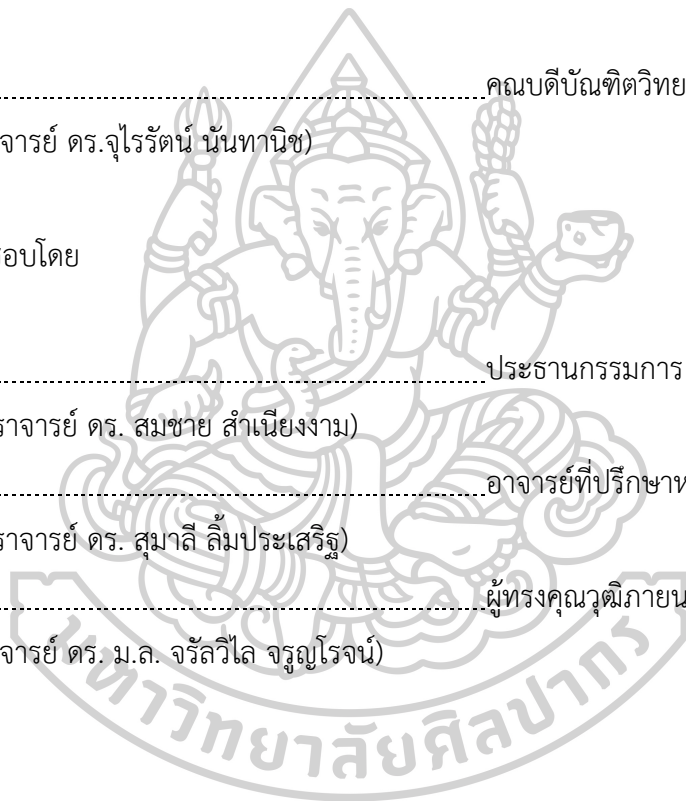 คณบดีบัณฑิตวิทย
จารย์ ดร.จุไรรัตน์ นันทานิช)
อบโดย
ประธานกรรมการ
ราจารย์ ดร. สมชาย สำเนียงงาม)
อาจารย์ที่ปรึกษาห
ราจารย์ ดร. สุมาลี ลิ้มประเสริฐ)
ผู้ทรงคุณวุฒิภายน
จารย์ ดร. ม.ล. จรัลวิไล จรูญโรจน์)
มหาวิทยาลัยศิลปากร